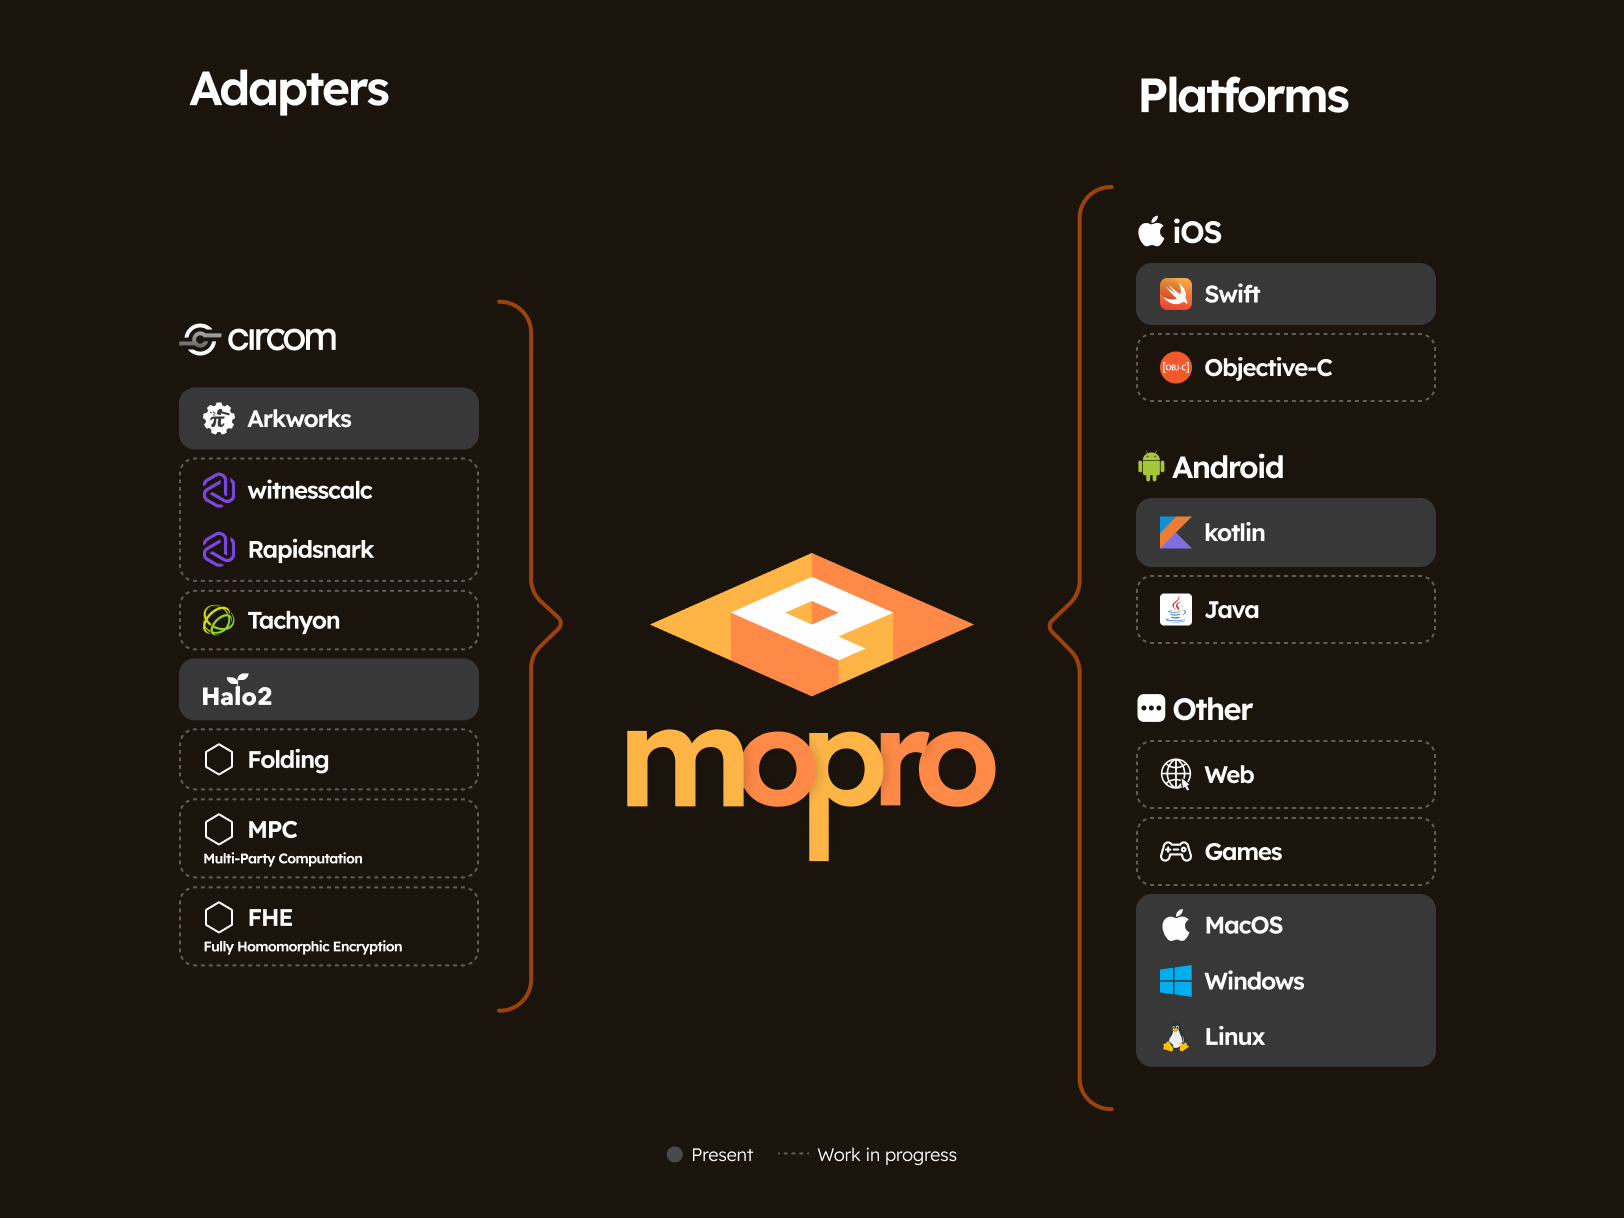 Adapters
circom
Arkworks
witnesscalc
Rapidsnark
Tachyon
Halo2
Folding
MPC
Multi-Party Computation
FHE
Fully Homomorphic Encryption
mopro
Platforms
iOS
Swift
[OBJ-C]
Objective-C
Android
kotlin
Java
Other
Web
Games
MacOS
Windows
Linux
Present
Work in progress